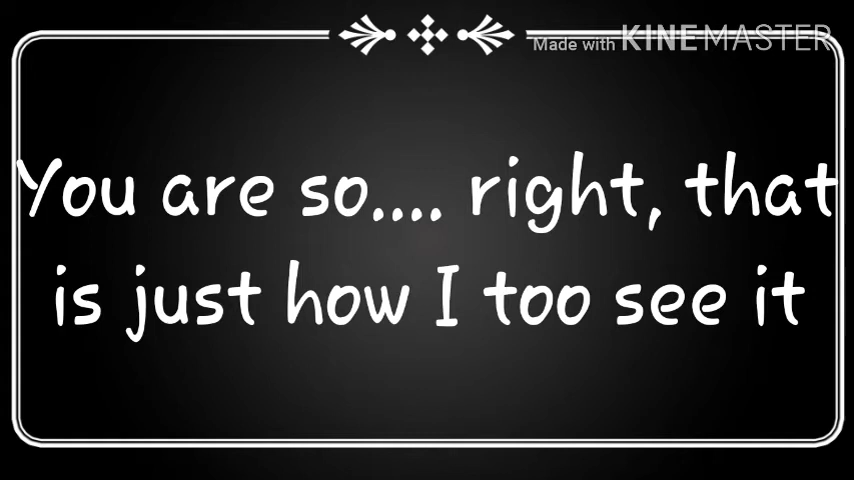 Made with KINEMASTER
You are so.... right, that
is just how I too see it